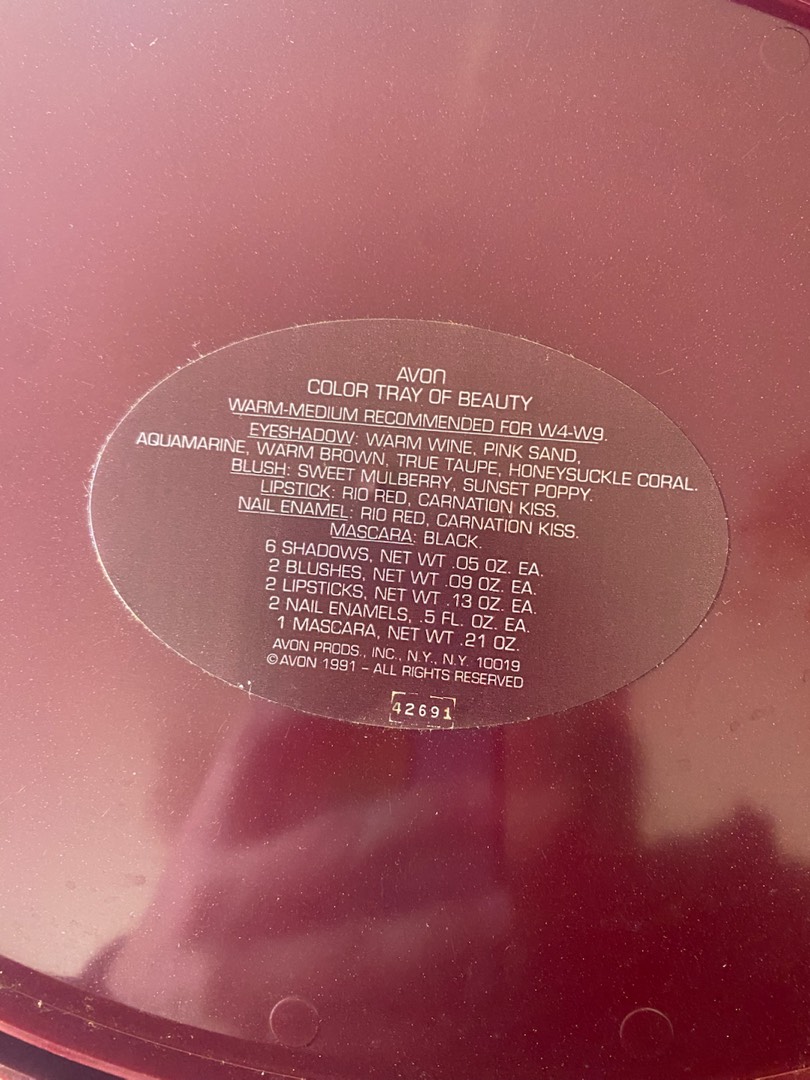 AVON
COLOR TRAY OF BEAUTY
WARM-MEDIUM RECOMMENDED FOR W4-W9.
EYESHADOW: WARM WINE, PINK SAND,
AQUAMARINE, WARM BROWN, TRUE TAUPE, HONEYSUCKLE CORAL.
BLUSH: SWEET MULBERRY, SUNSET POPPY.
LIPSTICK: RIO RED, CARNATION KISS.
NAIL ENAMEL: RIO RED, CARNATION KISS.
MASCARA: BLACK.
6 SHADOWS, NET WT .05 OZ. EA.
2 BLUSHES, NET WT .09 OZ. EA.
2 LIPSTICKS, NET WT .13 OZ. EA.
2 NAIL ENAMELS, .5 FL. OZ. EA.
1 MASCARA, NET WT .21 OZ.
AVON PRODS., INC., N.Y., N.Y. 10019
©AVON 1991 – ALL RIGHTS RESERVED
42691